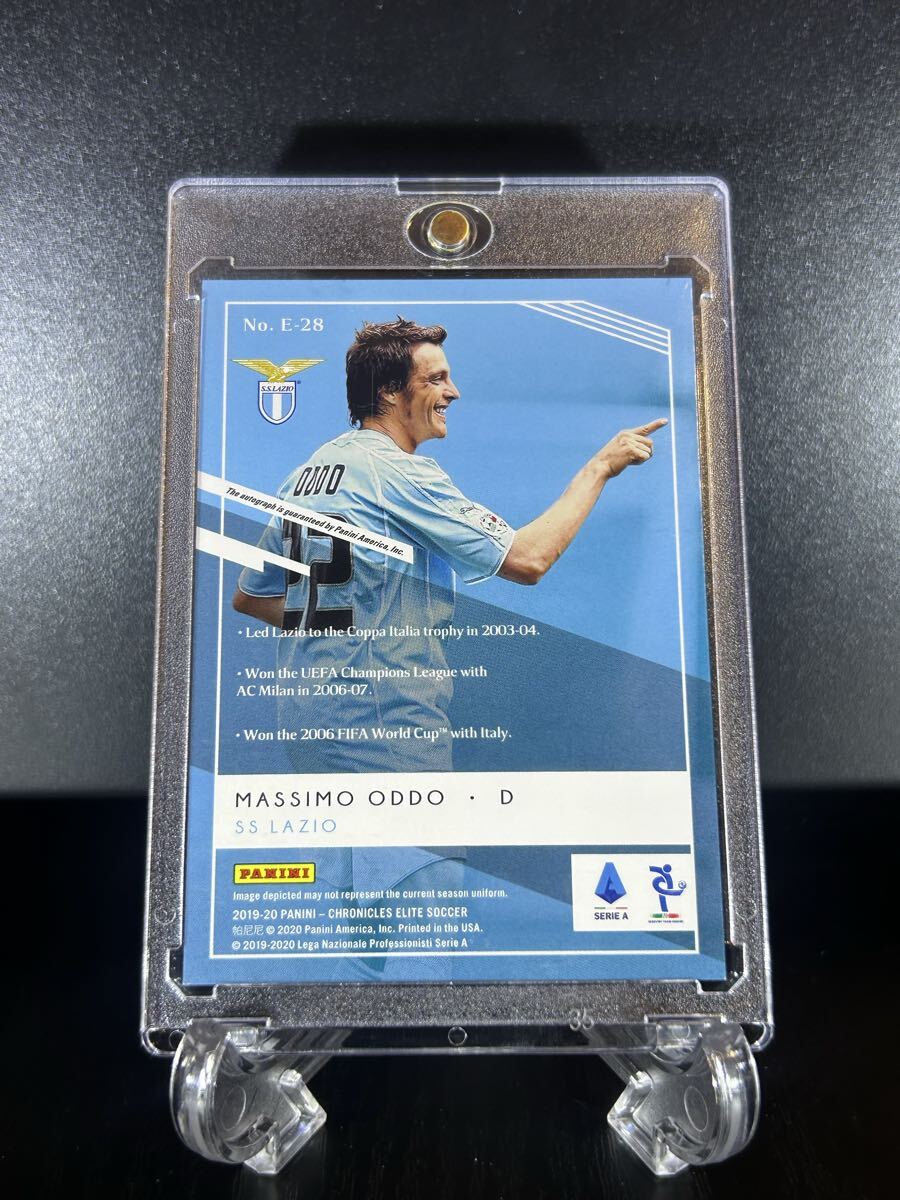 No. E-28
S.S.LAZIO
ODDO
The autograph is guaranteed by Panini America, Inc.
• Led Lazio to the Coppa Italia trophy in 2003-04.
• Won the UEFA Champions League with
AC Milan in 2006-07.
• Won the 2006 FIFA World Cup™ with Italy.
MASSIMO ODDO · D
SS LAZIO
PANINI
Image depicted may not represent the current season uniform.
2019-20 PANINI – CHRONICLES ELITE SOCCER
帕尼尼 © 2020 Panini America, Inc. Printed in the USA.
© 2019-2020 Lega Nazionale Professionisti Serie A
SERIE A
35